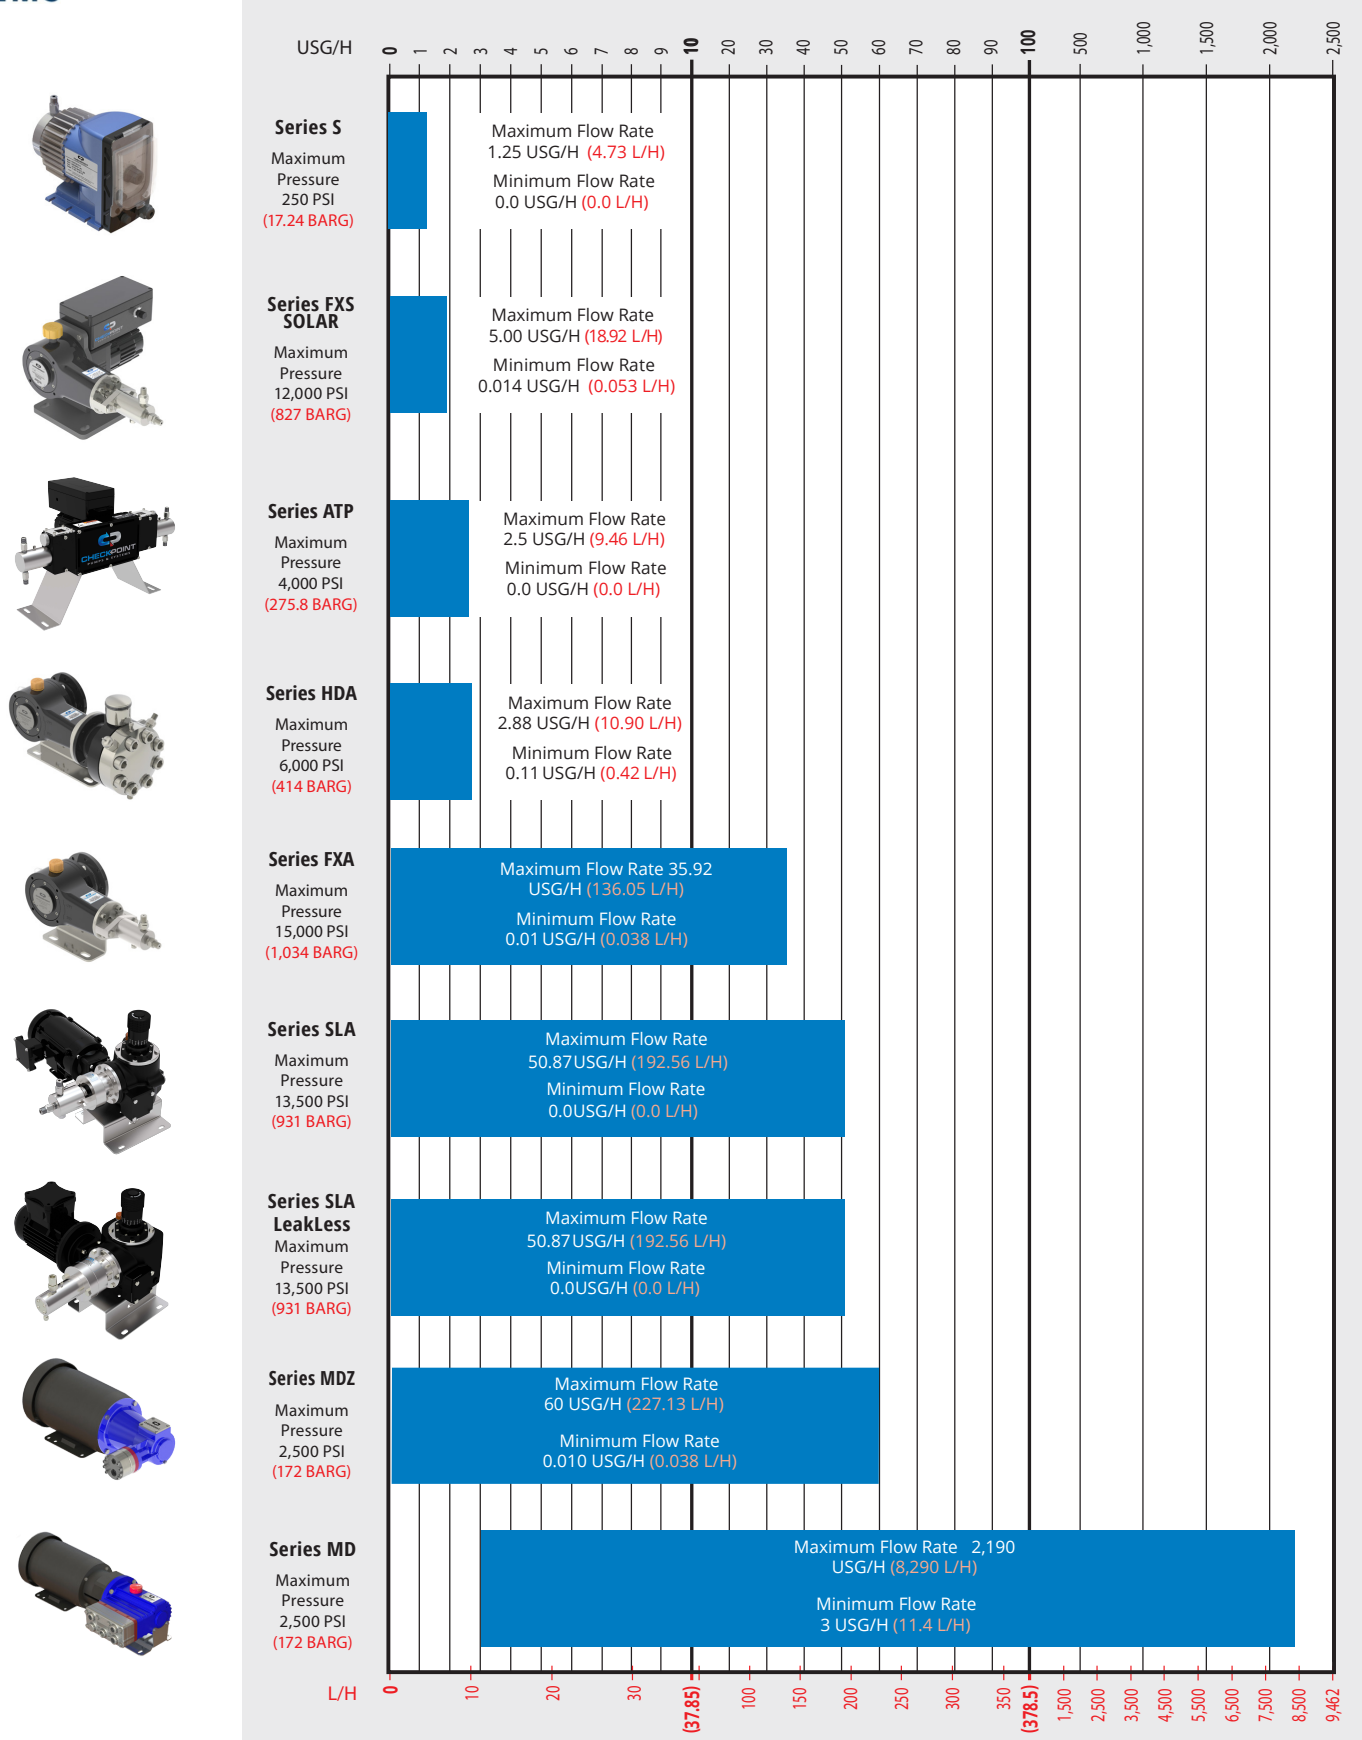 USG/H
0 1 2 3 4 5 6 7 8 9 10 20 30 40 50 60 70 80 90 100 500 1,000 1,500 2,000 2,500
Series S
Maximum
Pressure
250 PSI
(17.24 BARG)
Maximum Flow Rate
1.25 USG/H (4.73 L/H)
Minimum Flow Rate
0.0 USG/H (0.0 L/H)
Series FXS
SOLAR
Maximum
Pressure
12,000 PSI
(827 BARG)
Maximum Flow Rate
5.00 USG/H (18.92 L/H)
Minimum Flow Rate
0.014 USG/H (0.053 L/H)
CHECKPOINT
Series ATP
Maximum
Pressure
4,000 PSI
(275.8 BARG)
Maximum Flow Rate
2.5 USG/H (9.46 L/H)
Minimum Flow Rate
0.0 USG/H (0.0 L/H)
Series HDA
Maximum
Pressure
6,000 PSI
(414 BARG)
Maximum Flow Rate
2.88 USG/H (10.90 L/H)
Minimum Flow Rate
0.11 USG/H (0.42 L/H)
Series FXA
Maximum
Pressure
15,000 PSI
(1,034 BARG)
Maximum Flow Rate 35.92
USG/H (136.05 L/H)
Minimum Flow Rate
0.01 USG/H (0.038 L/H)
Series SLA
Maximum
Pressure
13,500 PSI
(931 BARG)
Maximum Flow Rate
50.87USG/H (192.56 L/H)
Minimum Flow Rate
0.0USG/H (0.0 L/H)
Series SLA
LeakLess
Maximum
Pressure
13,500 PSI
(931 BARG)
Maximum Flow Rate
50.87USG/H (192.56 L/H)
Minimum Flow Rate
0.0USG/H (0.0 L/H)
Series MDZ
Maximum
Pressure
2,500 PSI
(172 BARG)
Maximum Flow Rate
60 USG/H (227.13 L/H)
Minimum Flow Rate
0.010 USG/H (0.038 L/H)
Series MD
Maximum
Pressure
2,500 PSI
(172 BARG)
Maximum Flow Rate 2,190
USG/H (8,290 L/H)
Minimum Flow Rate
3 USG/H (11.4 L/H)
L/H
0 10 20 30 (37.85) 100 150 200 250 300 350 (378.5) 1,500 2,500 3,500 4,500 5,500 6,500 7,500 8,500 9,462